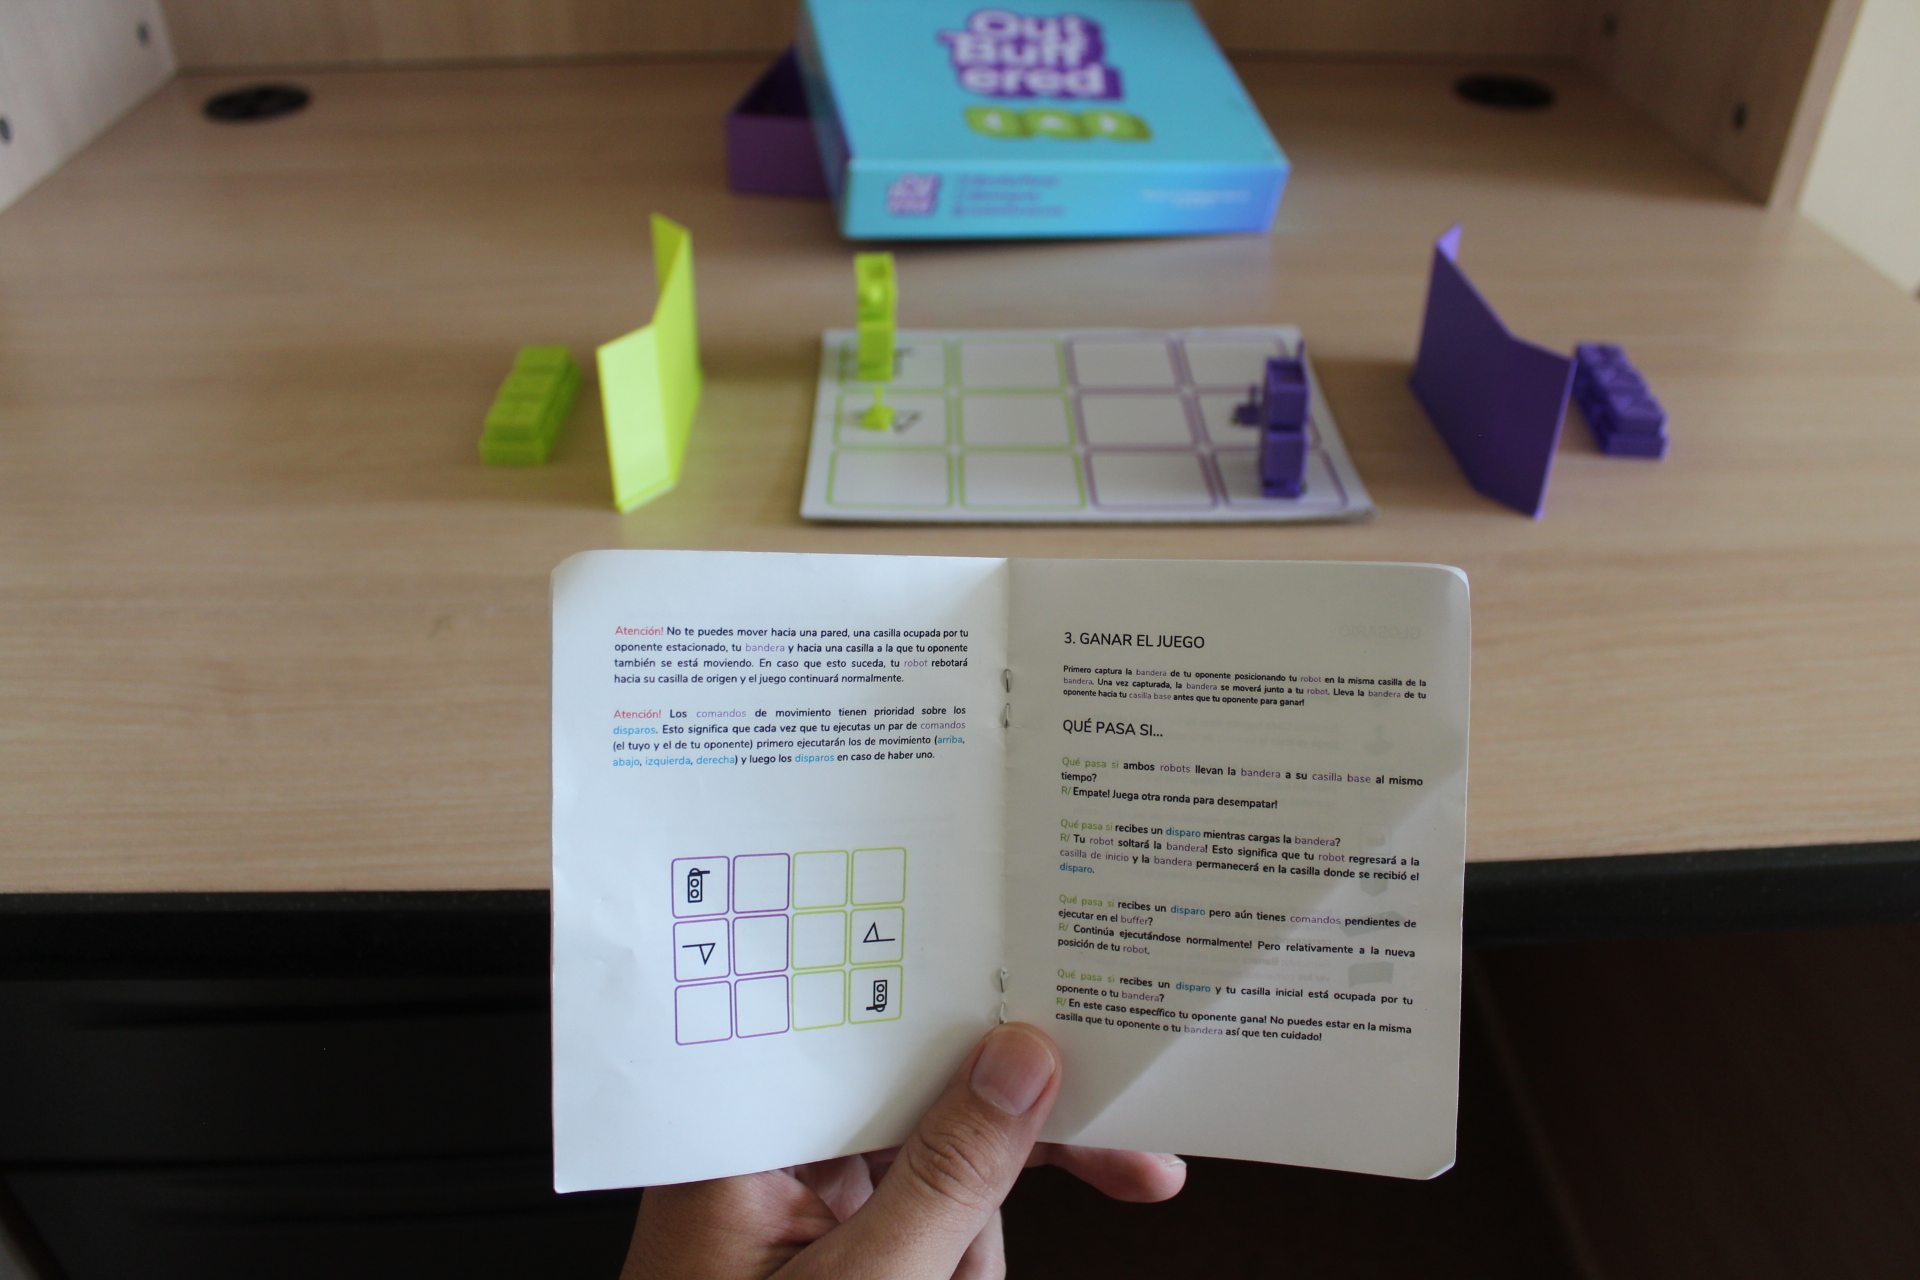 Out
Buff
ered
Atención! No te puedes mover hacia una pared, una casilla ocupada por tu
oponente estacionado, tu bandera y hacia una casilla a la que tu oponente
también se está moviendo. En caso que esto suceda, tu robot rebotará
hacia su casilla de origen y el juego continuará normalmente.
Atención! Los comandos de movimiento tienen prioridad sobre los
disparos. Esto significa que cada vez que tu ejecutas un par de comandos
(el tuyo y el de tu oponente) primero ejecutarán los de movimiento (arriba,
abajo, izquierda, derecha) y luego los disparos en caso de haber uno.
3. GANAR EL JUEGO
Primero captura la bandera de tu oponente posicionando tu robot en la misma casilla de la
bandera. Una vez capturada, la bandera se moverá junto a tu robot. Lleva la bandera de tu
oponente hacia tu casilla base antes que tu oponente para ganar!
QUÉ PASA SI...
Qué pasa si ambos robots llevan la bandera a su casilla base al mismo
tiempo?
R/ Empate! Juega otra ronda para desempatar!
Qué pasa si recibes un disparo mientras cargas la bandera?
R/ Tu robot soltará la bandera! Esto significa que tu robot regresará a la
casilla de inicio y la bandera permanecerá en la casilla donde se recibió el
disparo.
Qué pasa si recibes un disparo pero aún tienes comandos pendientes de
ejecutar en el buffer?
R/ Continúa ejecutándose normalmente! Pero relativamente a la nueva
posición de tu robot.
Qué pasa si recibes un disparo y tu casilla inicial está ocupada por tu
oponente o tu bandera?
R/ En este caso específico tu oponente gana! No puedes estar en la misma
casilla que tu oponente o tu bandera así que ten cuidado!